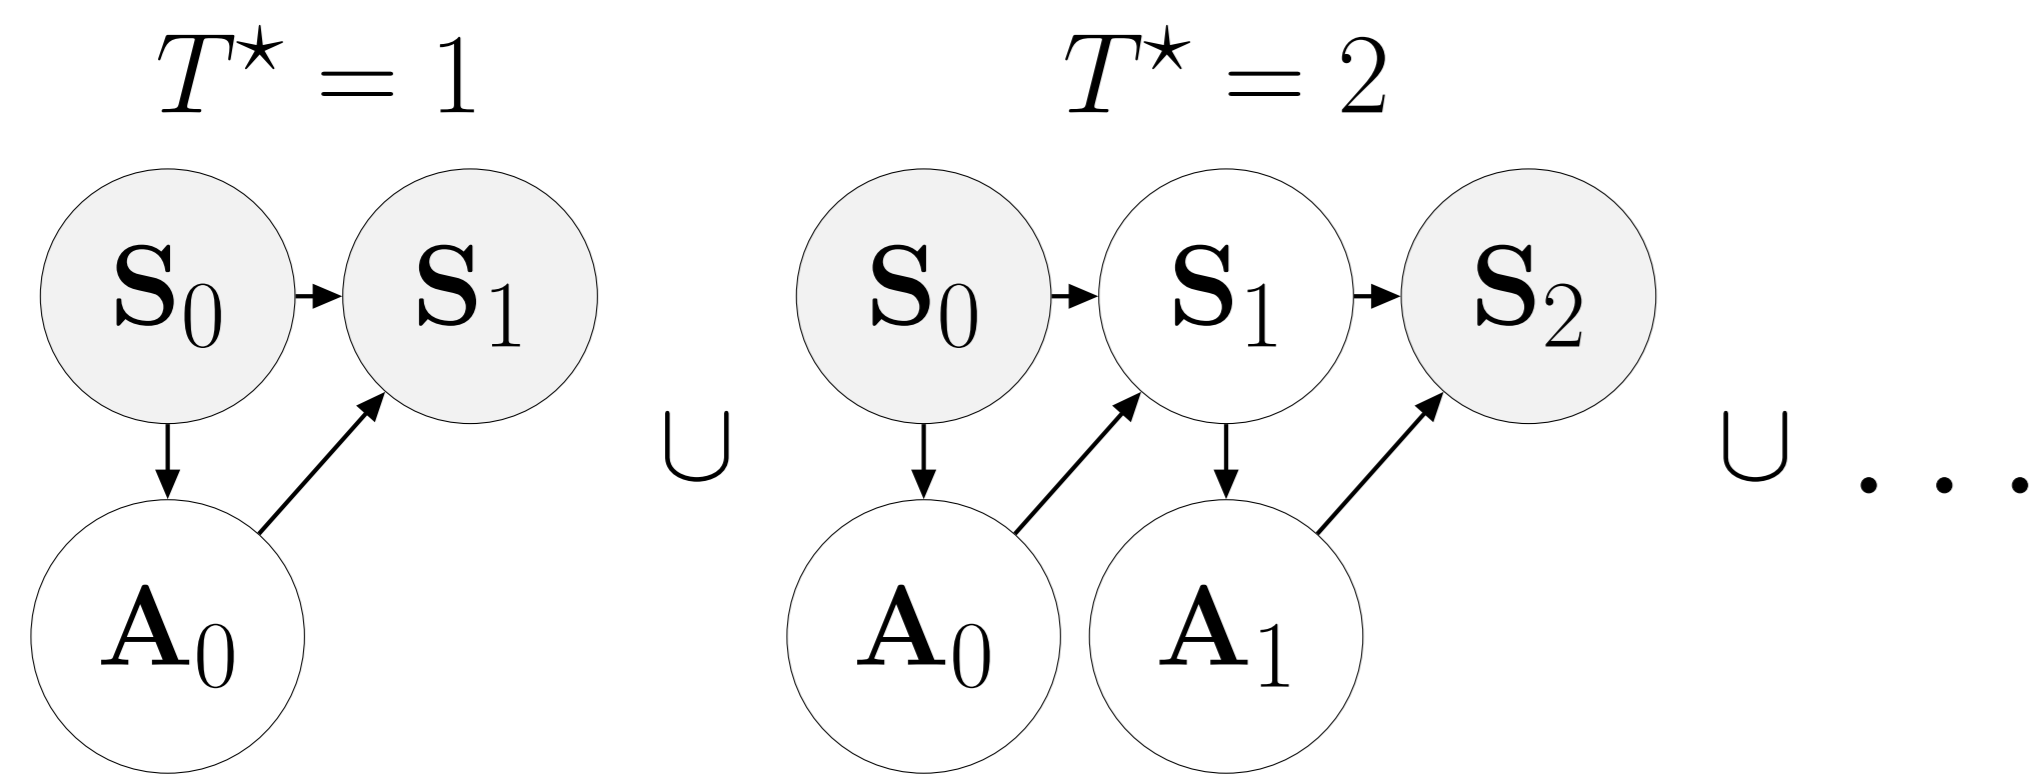 T⋆ = 1 T⋆ = 2
S₀ S₁ S₀ S₁ S₂
∪ ∪ . . .
A₀ A₀ A₁